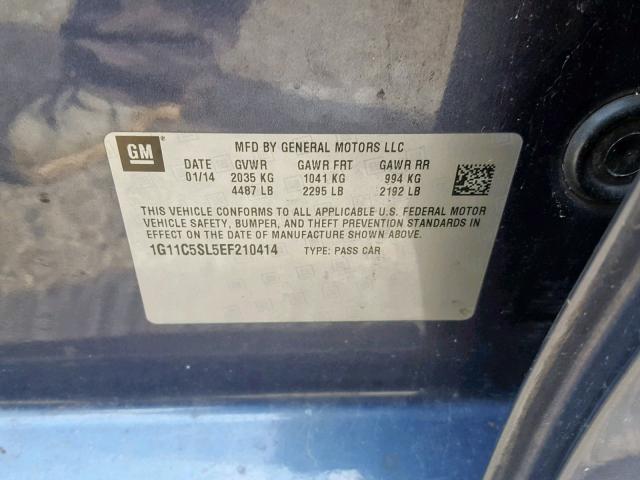 GM
MFD BY GENERAL MOTORS LLC
DATE GVWR GAWR FRT GAWR RR
01/14 2035 KG 1041 KG 994 KG
4487 LB 2295 LB 2192 LB
THIS VEHICLE CONFORMS TO ALL APPLICABLE U.S. FEDERAL MOTOR
VEHICLE SAFETY, BUMPER, AND THEFT PREVENTION STANDARDS IN
EFFECT ON THE DATE OF MANUFACTURE SHOWN ABOVE.
1G11C5SL5EF210414 TYPE: PASS CAR